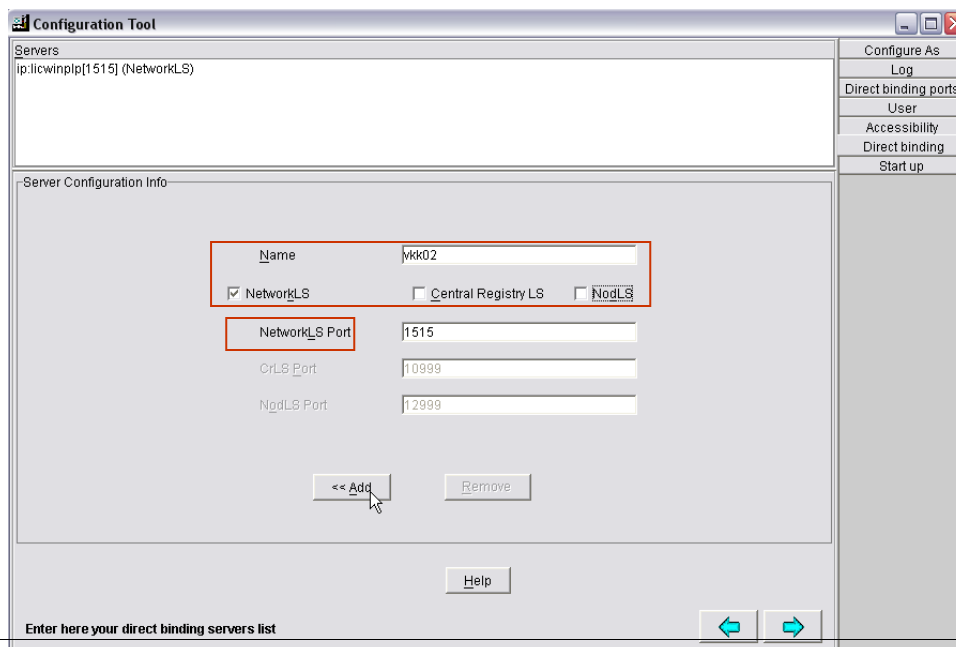 Configuration Tool
Servers
ip:licwinplp[1515] (NetworkLS)
Configure As
Log
Direct binding ports
User
Accessibility
Direct binding
Start up
Server Configuration Info
Name vkk02
NetworkLS Central Registry LS NodLS
NetworkLS Port 1515
CrLS Port 10999
NodLS Port 12999
<< Add Remove
Help
Enter here your direct binding servers list